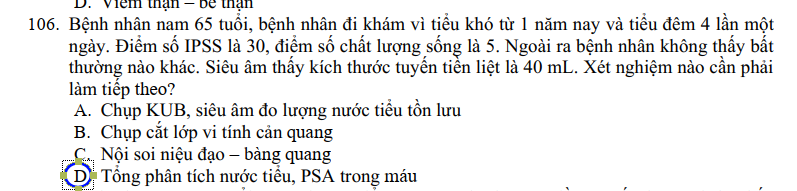 D. Viêm thận – bể thận
106. Bệnh nhân nam 65 tuổi, bệnh nhân đi khám vì tiểu khó từ 1 năm nay và tiểu đêm 4 lần một
ngày. Điểm số IPSS là 30, điểm số chất lượng sống là 5. Ngoài ra bệnh nhân không thấy bất
thường nào khác. Siêu âm thấy kích thước tuyến tiền liệt là 40 mL. Xét nghiệm nào cần phải
làm tiếp theo?
A. Chụp KUB, siêu âm đo lượng nước tiểu tồn lưu
B. Chụp cắt lớp vi tính cản quang
C. Nội soi niệu đạo – bàng quang
D. Tổng phân tích nước tiểu, PSA trong máu